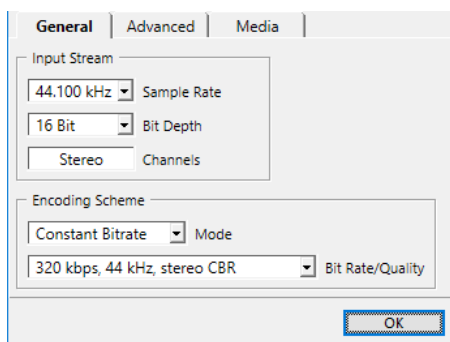 General Advanced Media
Input Stream
44.100 kHz Sample Rate
16 Bit Bit Depth
Stereo Channels
Encoding Scheme
Constant Bitrate Mode
320 kbps, 44 kHz, stereo CBR Bit Rate/Quality
OK